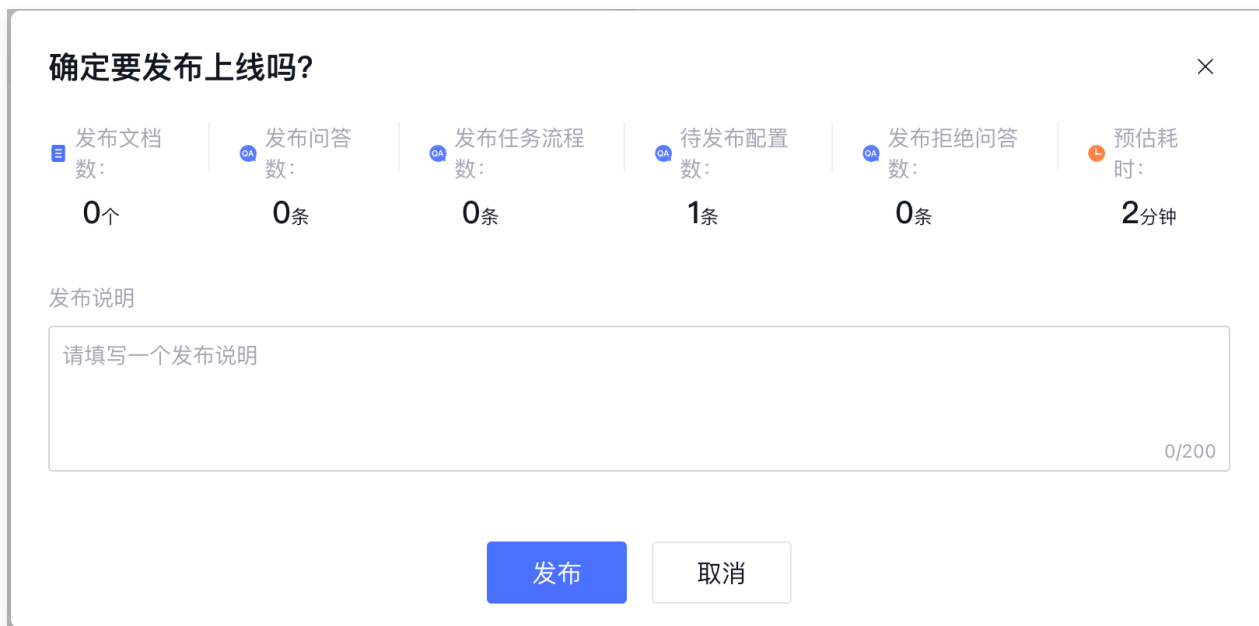 确定要发布上线吗?
发布文档
数:
0个
发布问答
数:
0条
发布任务流程
数:
0条
待发布配置
数:
1条
发布拒绝问答
数:
0条
预估耗
时:
2分钟
发布说明
请填写一个发布说明
0/200
发布
取消